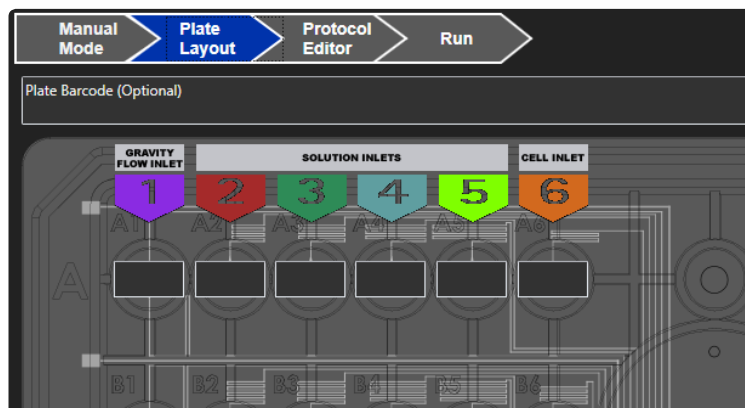 Manual Mode
Plate Layout
Protocol Editor
Run
Plate Barcode (Optional)
GRAVITY FLOW INLET
SOLUTION INLETS
CELL INLET
1 2 3 4 5 6
A1 A2 A3 A4 A5 A6
A
B1 B2 B3 B4 B5 B6